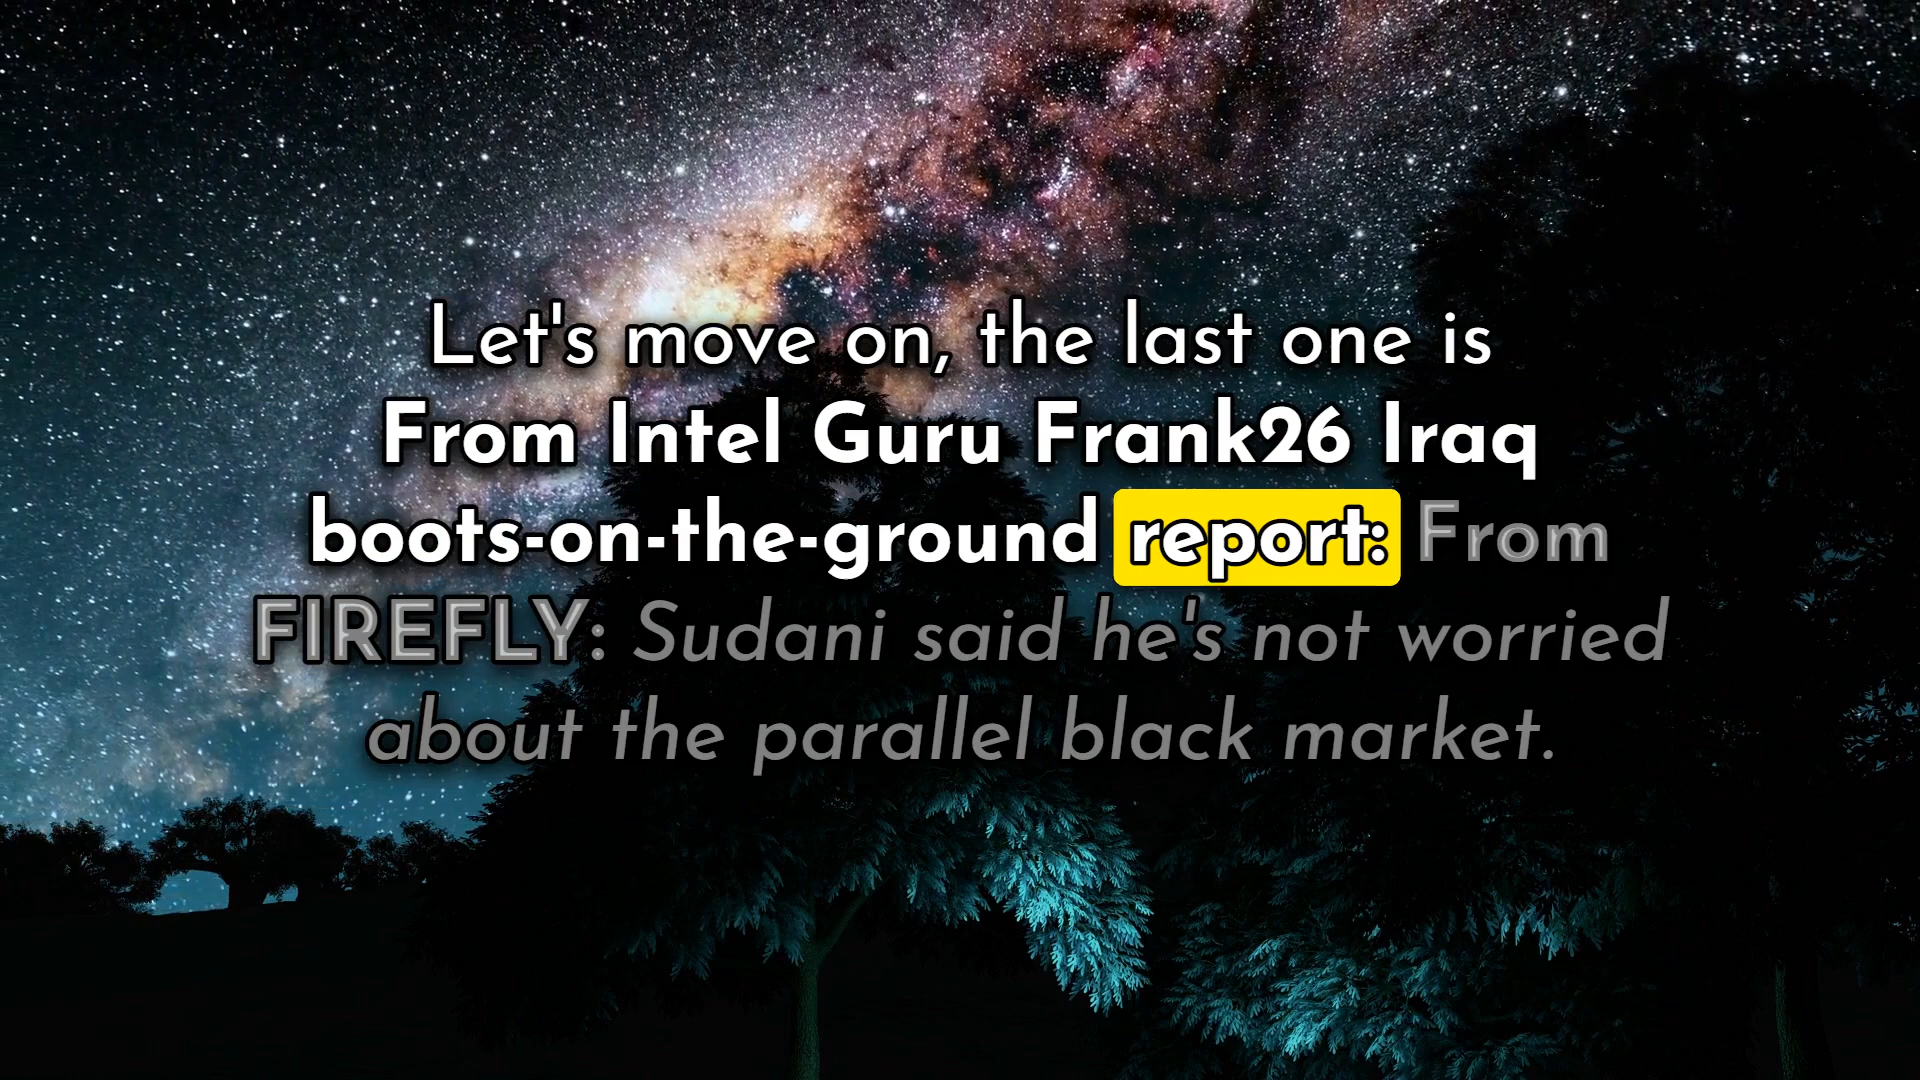 Let's move on, the last one is
From Intel Guru Frank26 Iraq
boots-on-the-ground report: From
FIREFLY: Sudani said he's not worried
about the parallel black market.